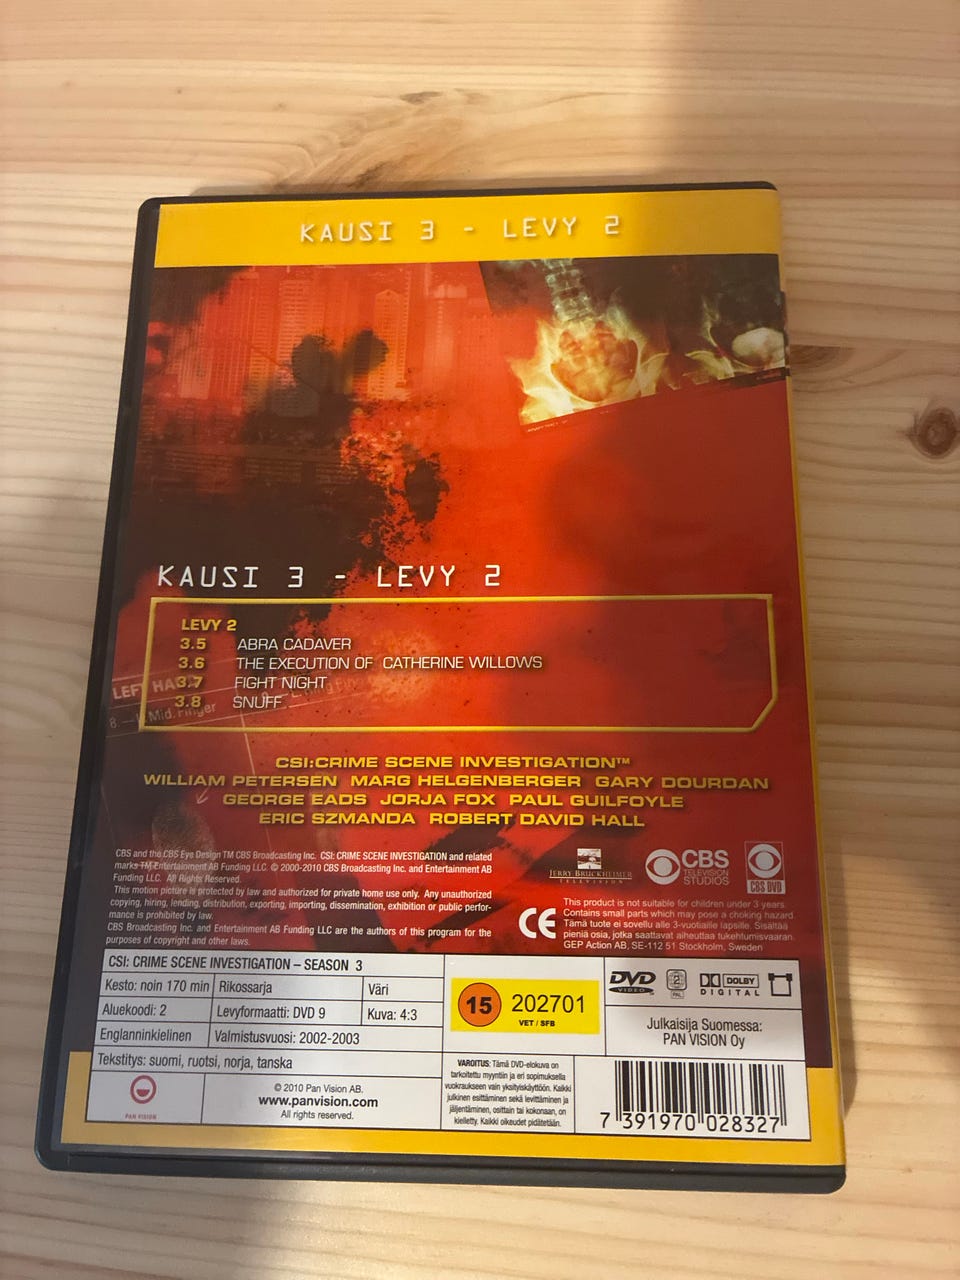 KAUSI 3 - LEVY 2
KAUSI 3 - LEVY 2
LEVY 2
3.5 ABRA CADAVER
3.6 THE EXECUTION OF CATHERINE WILLOWS
3.7 FIGHT NIGHT
3.8 SNUFF
LEFT HA
8.— Mid. Finger
CSI:CRIME SCENE INVESTIGATION™
WILLIAM PETERSEN MARG HELGENBERGER GARY DOURDAN
GEORGE EADS JORJA FOX PAUL GUILFOYLE
ERIC SZMANDA ROBERT DAVID HALL
CBS and the CBS Eye Design TM CBS Broadcasting Inc. CSI: CRIME SCENE INVESTIGATION and related
marks TM Entertainment AB Funding LLC. © 2000-2010 CBS Broadcasting Inc. and Entertainment AB
Funding LLC. All Rights Reserved.
This motion picture is protected by law and authorized for private home use only. Any unauthorized
copying, hiring, lending, distribution, exporting, importing, dissemination, exhibition or public perfor-
mance is prohibited by law.
CBS Broadcasting Inc. and Entertainment AB Funding LLC are the authors of this program for the
purposes of copyright and other laws.
JERRY BRUCKHEIMER
TELEVISION
CBS
TELEVISION
STUDIOS
CBS DVD
CE
This product is not suitable for children under 3 years.
Contains small parts which may pose a choking hazard.
Tämä tuote ei sovellu alle 3-vuotiaille lapsille. Sisältää
pieniä osia, jotka saattavat aiheuttaa tukehtumisvaaran.
GEP Action AB, SE-112 51 Stockholm, Sweden
CSI: CRIME SCENE INVESTIGATION – SEASON 3
Kesto: noin 170 min Rikossarja Väri
Aluekoodi: 2 Levyformaatti: DVD 9 Kuva: 4:3
Englanninkielinen Valmistusvuosi: 2002-2003
Tekstitys: suomi, ruotsi, norja, tanska
PAN VISION
© 2010 Pan Vision AB.
www.panvision.com
All rights reserved.
15 202701
VET / SFB
VAROITUS: Tämä DVD-elokuva on
tarkoitettu myyntiin ja eri sopimuksella
vuokraukseen vain yksityiskäyttöön. Kaikki
julkinen esittäminen sekä levittäminen ja
jäljentäminen, osittain tai kokonaan, on
kielletty. Kaikki oikeudet pidätetään.
DVD
VIDEO
2
PAL
DOLBY
DIGITAL
Julkaisija Suomessa:
PAN VISION Oy
7 391970 028327